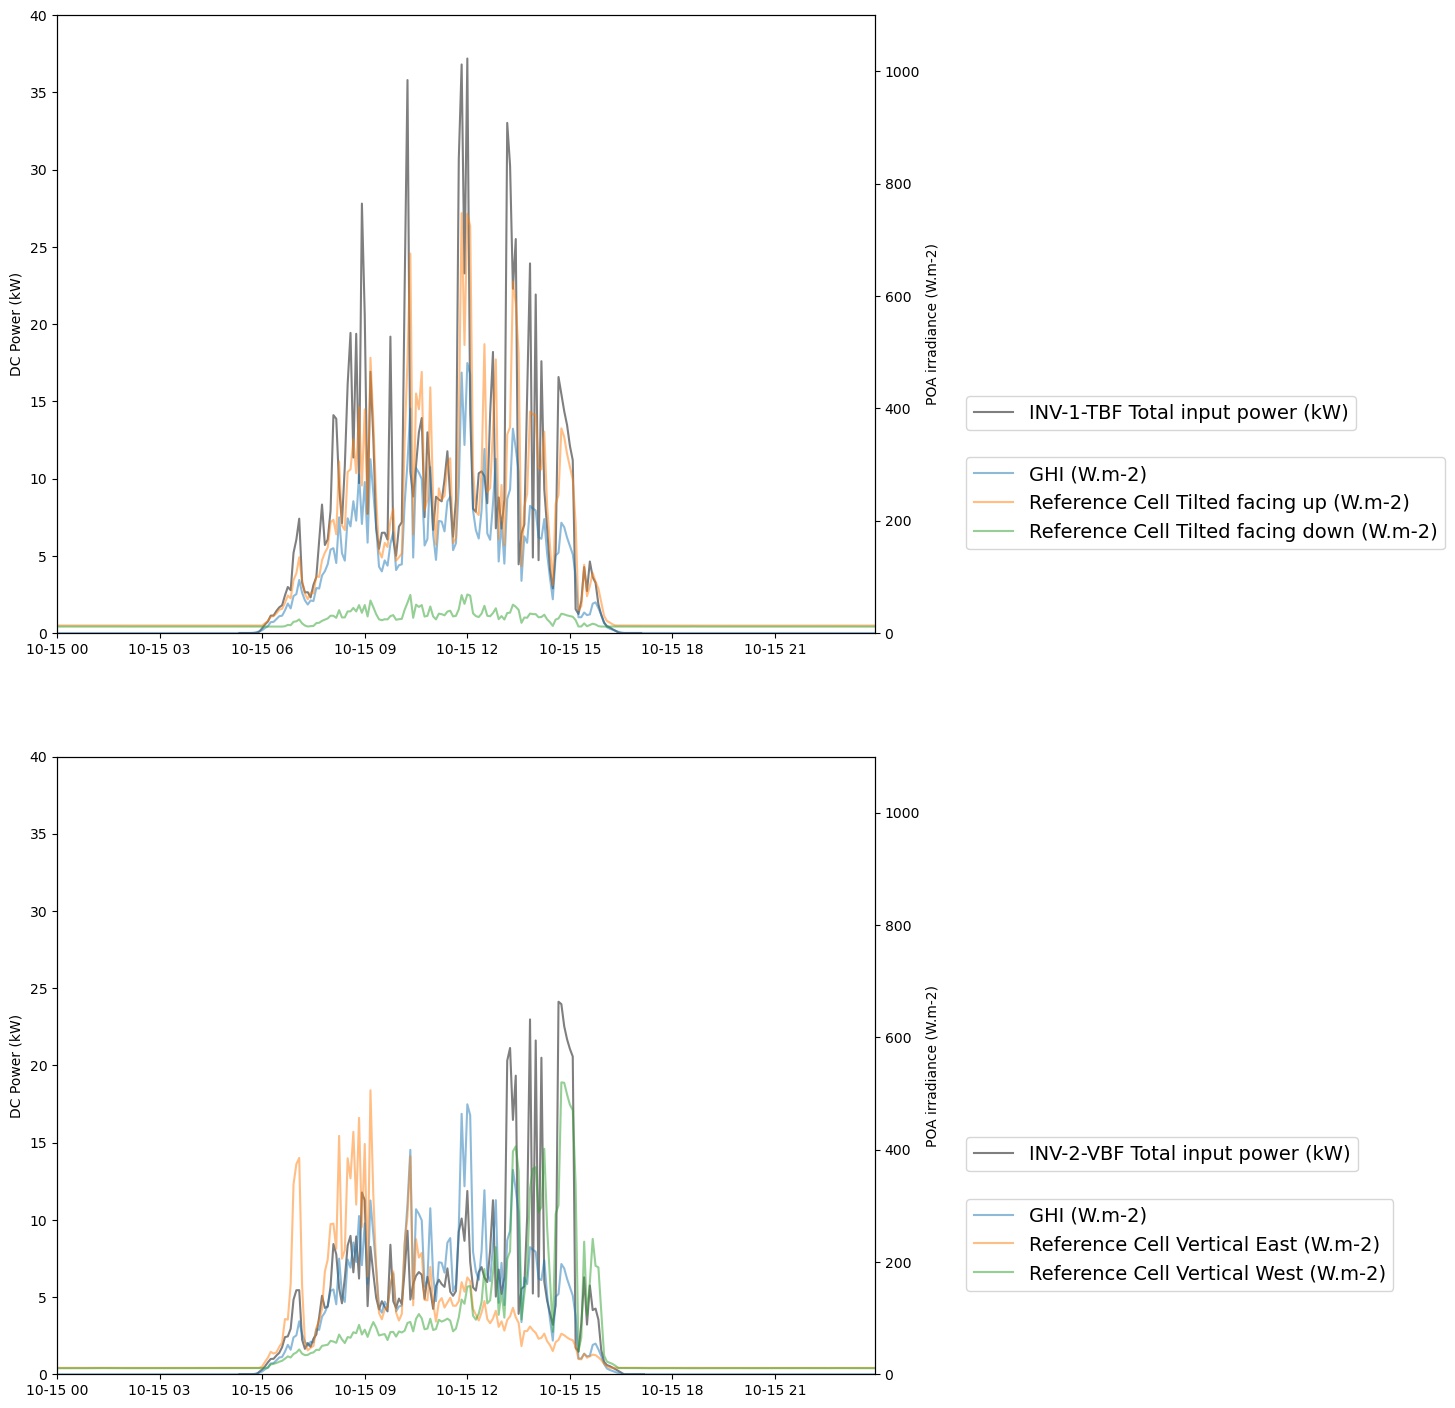 40
35
30
25
20
15
10
5
0
DC Power (kW)
1000
800
600
400
200
0
POA irradiance (W.m-2)
10-15 00 10-15 03 10-15 06 10-15 09 10-15 12 10-15 15 10-15 18 10-15 21
INV-1-TBF Total input power (kW)
GHI (W.m-2)
Reference Cell Tilted facing up (W.m-2)
Reference Cell Tilted facing down (W.m-2)
40
35
30
25
20
15
10
5
0
DC Power (kW)
1000
800
600
400
200
0
POA irradiance (W.m-2)
10-15 00 10-15 03 10-15 06 10-15 09 10-15 12 10-15 15 10-15 18 10-15 21
INV-2-VBF Total input power (kW)
GHI (W.m-2)
Reference Cell Vertical East (W.m-2)
Reference Cell Vertical West (W.m-2)